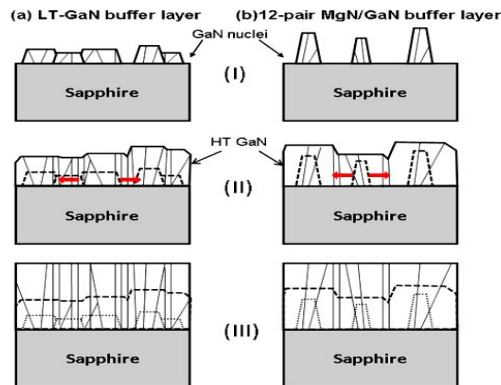 (a) LT-GaN buffer layer
(b)12-pair MgN/GaN buffer layer
GaN nuclei
Sapphire
(I)
Sapphire
HT GaN
(II)
Sapphire
Sapphire
(III)
Sapphire
Sapphire